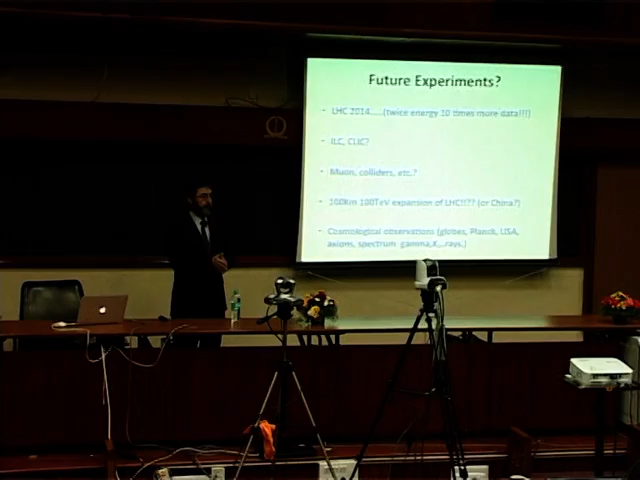 Future Experiments?
- LHC 2014.....(twice energy 10 times more data!!!)
- ILC, CLIC?
- Muon, colliders, etc.?
- 100Km 100TeV expansion of LHC!!?? (or China?)
- Cosmological observations (globes, Planck, USA,
axions, spectrum gamma,X,..rays.)